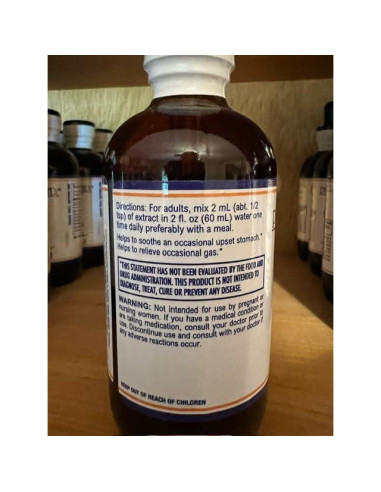 Directions: For adults, mix 2 mL (abt. 1/2
tsp) of extract in 2 fl. oz (60 mL) water one
time daily preferably with a meal.
Helps to soothe an occasional upset stomach.*
Helps to relieve occasional gas.*
*THIS STATEMENT HAS NOT BEEN EVALUATED BY THE FOOD AND
DRUG ADMINISTRATION. THIS PRODUCT IS NOT INTENDED TO
DIAGNOSE, TREAT, CURE OR PREVENT ANY DISEASE.
WARNING: Not intended for use by pregnant or
nursing women. If you have a medical condition or
are taking medication, consult your doctor prior to
use. Discontinue use and consult with your doctor if
any adverse reactions occur.
KEEP OUT OF REACH OF CHILDREN